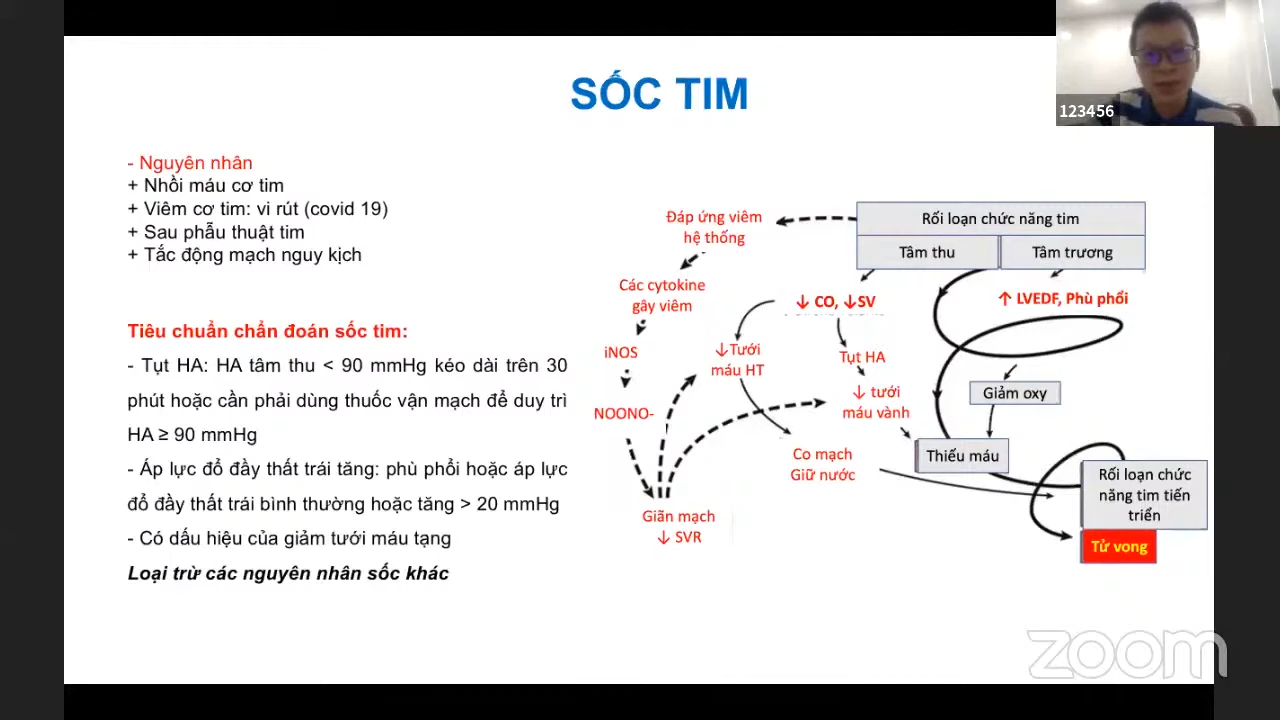 SỐC TIM
123456
- Nguyên nhân
+ Nhồi máu cơ tim
+ Viêm cơ tim: vi rút (covid 19)
+ Sau phẫu thuật tim
+ Tắc động mạch nguy kịch
Tiêu chuẩn chẩn đoán sốc tim:
- Tụt HA: HA tâm thu < 90 mmHg kéo dài trên 30
phút hoặc cần phải dùng thuốc vận mạch để duy trì
HA ≥ 90 mmHg
- Áp lực đổ đầy thất trái tăng: phù phổi hoặc áp lực
đổ đầy thất trái bình thường hoặc tăng > 20 mmHg
- Có dấu hiệu của giảm tưới máu tạng
Loại trừ các nguyên nhân sốc khác
Đáp ứng viêm
hệ thống
Rối loạn chức năng tim
Tâm thu
Tâm trương
Các cytokine
gây viêm
↓ CO, ↓SV
↑ LVEDF, Phù phổi
iNOS
↓Tưới
máu HT
Tụt HA
NOONO-
↓ tưới
máu vành
Giảm oxy
Co mạch
Giữ nước
Thiếu máu
Rối loạn chức
năng tim tiến
triển
Giãn mạch
↓ SVR
Tử vong
zoom